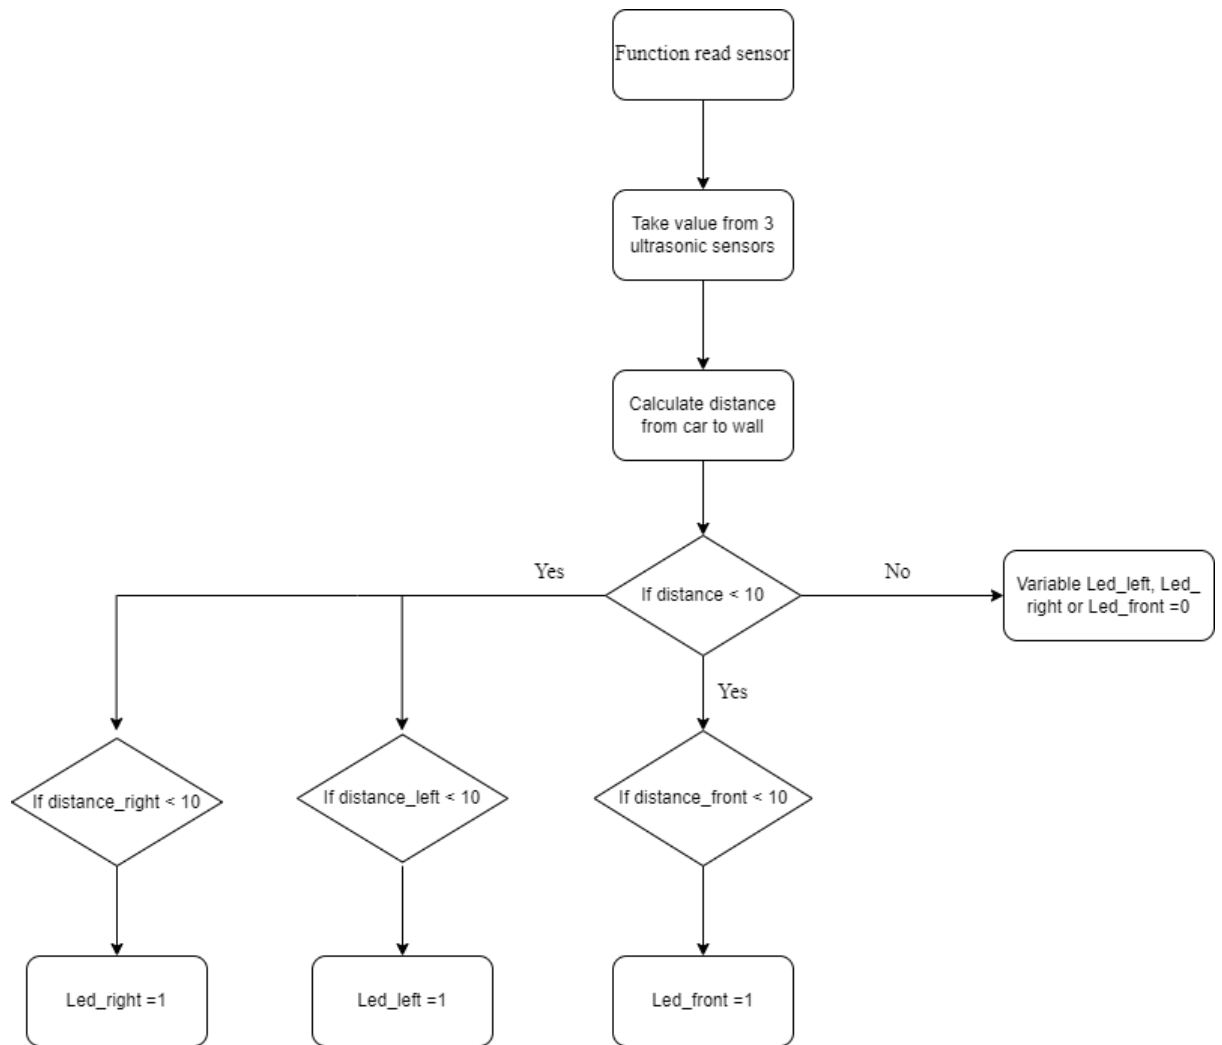 Function read sensor
Take value from 3
ultrasonic sensors
Calculate distance
from car to wall
Yes
If distance < 10
No
Variable Led_left, Led_
right or Led_front =0
Yes
If distance_right < 10
If distance_left < 10
If distance_front < 10
Led_right =1
Led_left =1
Led_front =1